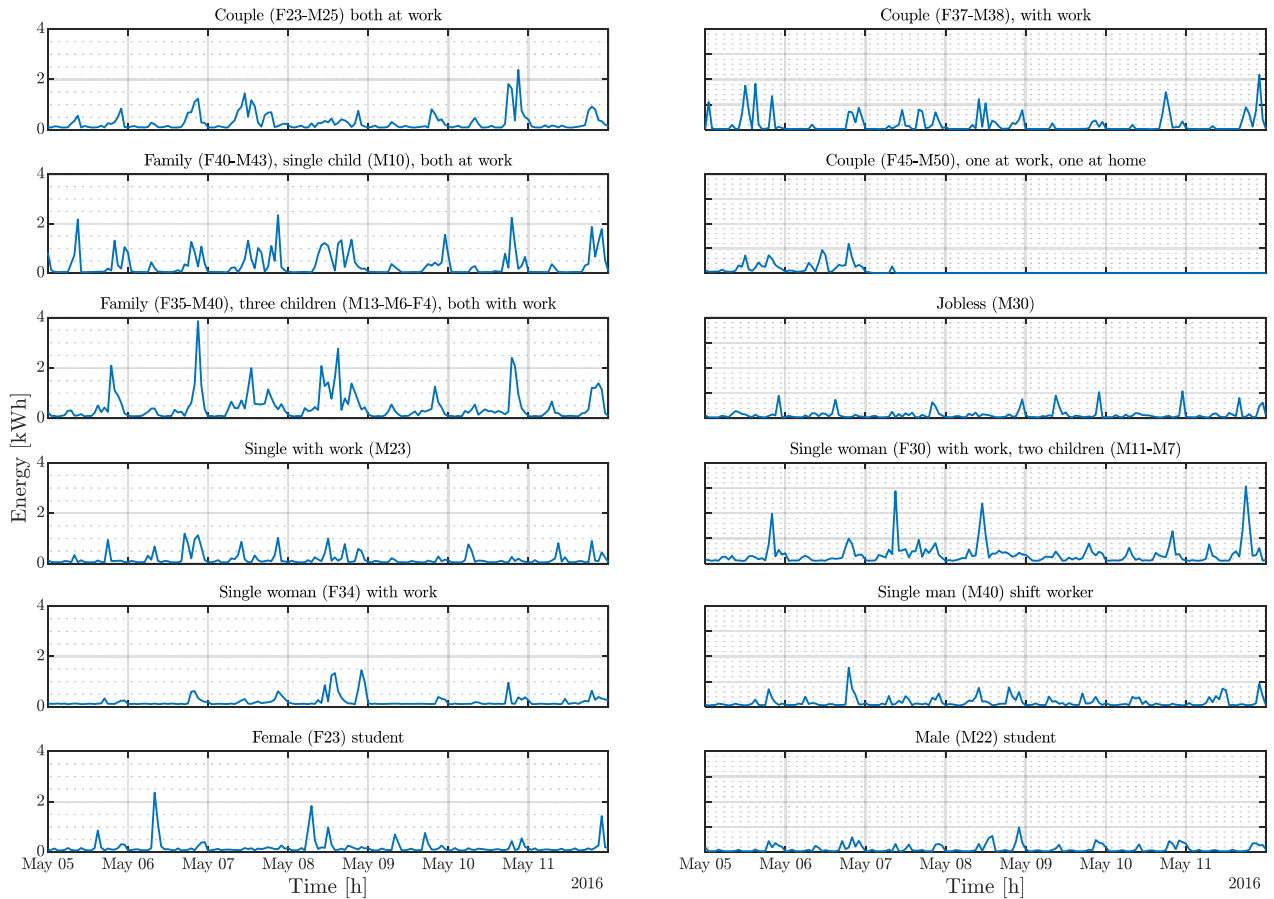 Couple (F23-M25) both at work
Couple (F37-M38), with work
4
2
0
Family (F40-M43), single child (M10), both at work
Couple (F45-M50), one at work, one at home
4
2
0
Family (F35-M40), three children (M13-M6-F4), both with work
Jobless (M30)
4
2
0
Energy [kWh]
Single with work (M23)
Single woman (F30) with work, two children (M11-M7)
4
2
0
Single woman (F34) with work
Single man (M40) shift worker
4
2
0
Female (F23) student
Male (M22) student
4
2
0
May 05 May 06 May 07 May 08 May 09 May 10 May 11
May 05 May 06 May 07 May 08 May 09 May 10 May 11
Time [h]
2016
Time [h]
2016